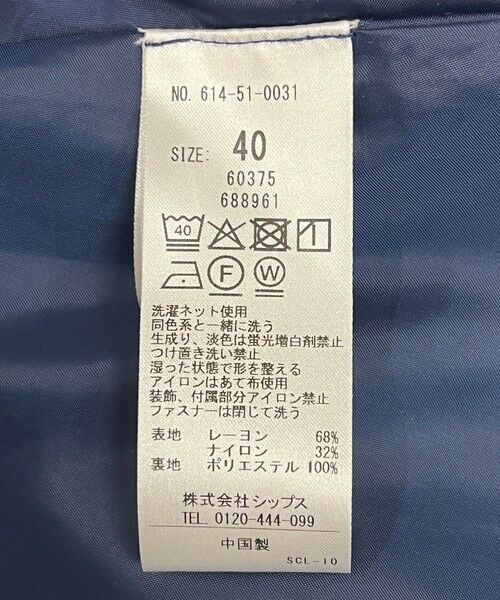 NO. 614-51-0031
SIZE: 40
60375
688961
40
F W
洗濯ネット使用
同色系と一緒に洗う
生成り、淡色は蛍光増白剤禁止
つけ置き洗い禁止
湿った状態で形を整える
アイロンはあて布使用
装飾、付属部分アイロン禁止
ファスナーは閉じて洗う
表地 レーヨン 68%
ナイロン 32%
裏地 ポリエステル 100%
株式会社シップス
TEL. 0120-444-099
中国製
SCL-10